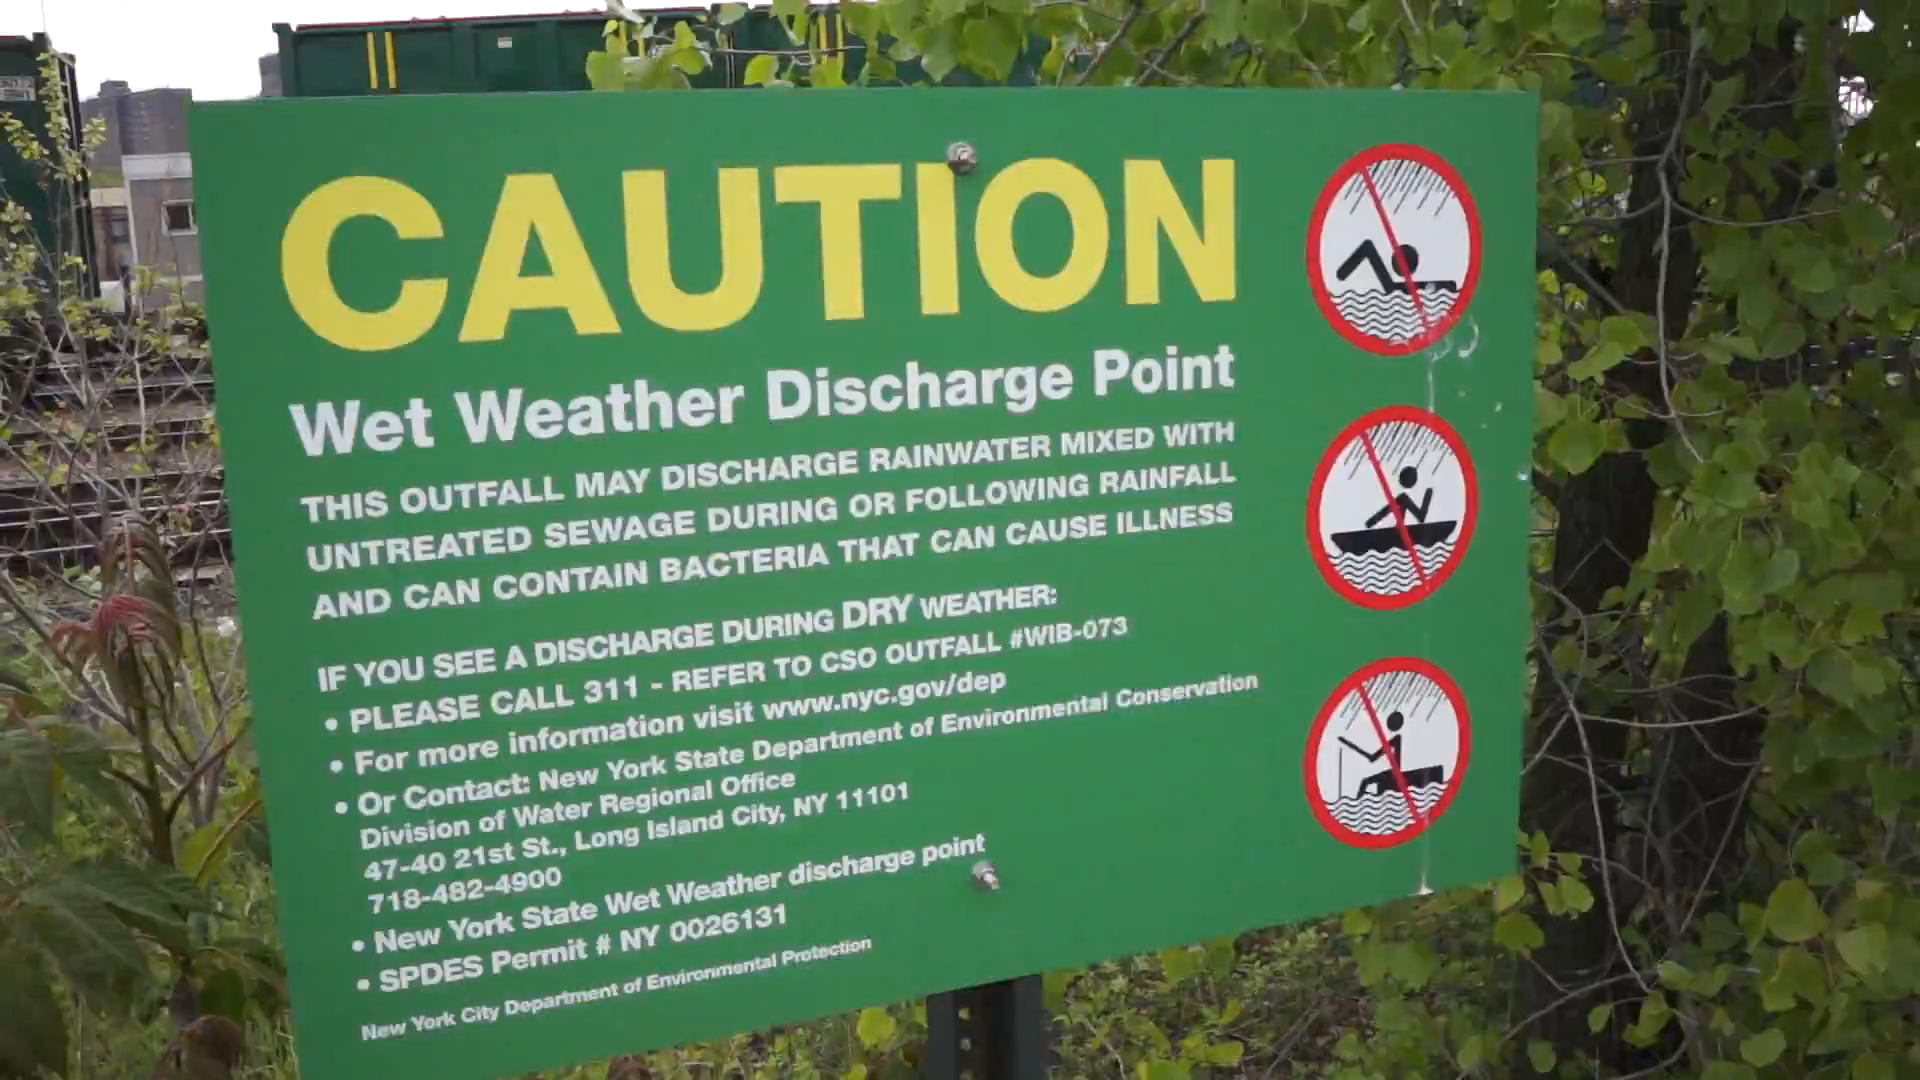 CAUTION
Wet Weather Discharge Point
THIS OUTFALL MAY DISCHARGE RAINWATER MIXED WITH
UNTREATED SEWAGE DURING OR FOLLOWING RAINFALL
AND CAN CONTAIN BACTERIA THAT CAN CAUSE ILLNESS
IF YOU SEE A DISCHARGE DURING DRY WEATHER:
• PLEASE CALL 311 - REFER TO CSO OUTFALL #WIB-073
• For more information visit www.nyc.gov/dep
• Or Contact: New York State Department of Environmental Conservation
Division of Water Regional Office
47-40 21st St., Long Island City, NY 11101
718-482-4900
• New York State Wet Weather discharge point
• SPDES Permit # NY 0026131
New York City Department of Environmental Protection